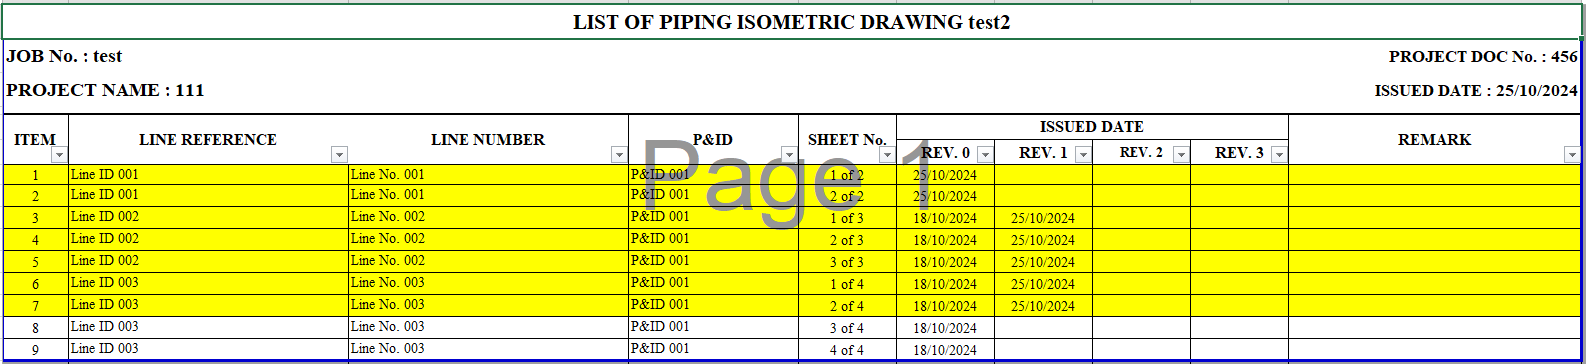 LIST OF PIPING ISOMETRIC DRAWING test2
JOB No. : test PROJECT DOC No. : 456
PROJECT NAME : 111 ISSUED DATE : 25/10/2024
ITEM LINE REFERENCE LINE NUMBER P&ID SHEET No. ISSUED DATE REMARK
REV. 0 REV. 1 REV. 2 REV. 3
Page 1
1 Line ID 001 Line No. 001 P&ID 001 1 of 2 25/10/2024
2 Line ID 001 Line No. 001 P&ID 001 2 of 2 25/10/2024
3 Line ID 002 Line No. 002 P&ID 001 1 of 3 18/10/2024 25/10/2024
4 Line ID 002 Line No. 002 P&ID 001 2 of 3 18/10/2024 25/10/2024
5 Line ID 002 Line No. 002 P&ID 001 3 of 3 18/10/2024 25/10/2024
6 Line ID 003 Line No. 003 P&ID 001 1 of 4 18/10/2024 25/10/2024
7 Line ID 003 Line No. 003 P&ID 001 2 of 4 18/10/2024 25/10/2024
8 Line ID 003 Line No. 003 P&ID 001 3 of 4 18/10/2024
9 Line ID 003 Line No. 003 P&ID 001 4 of 4 18/10/2024